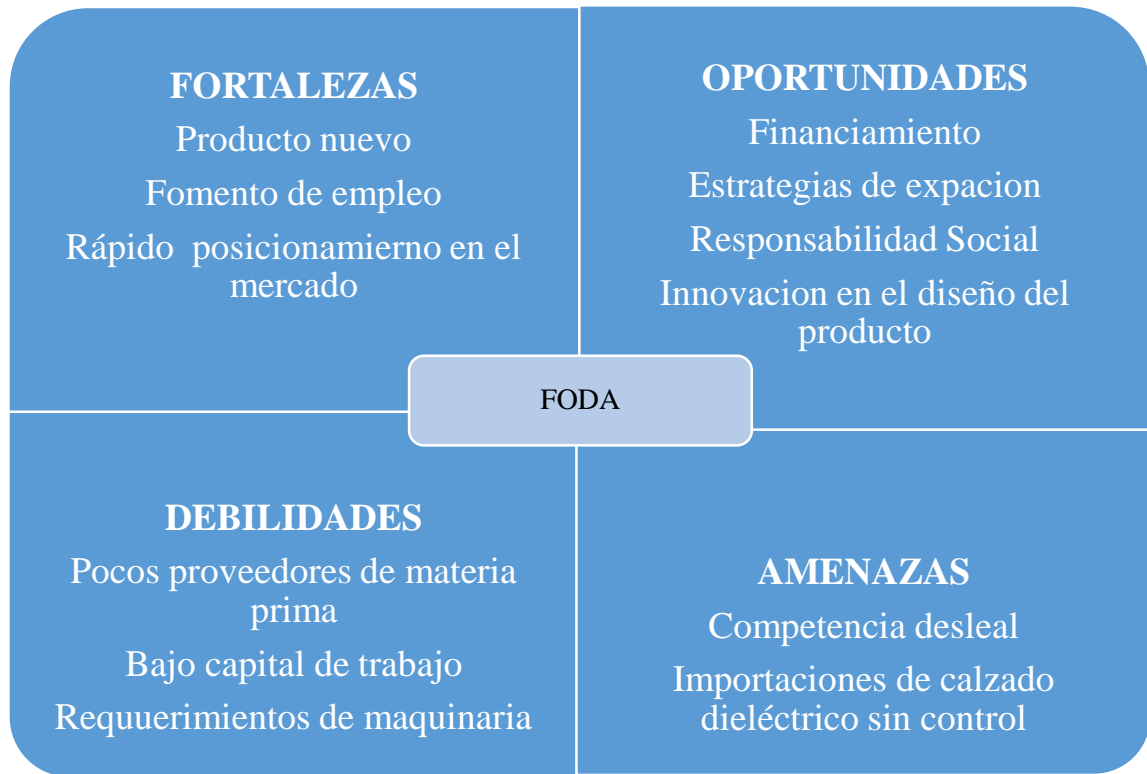 FORTALEZAS
Producto nuevo
Fomento de empleo
Rápido posicionamierno en el
mercado
OPORTUNIDADES
Financiamiento
Estrategias de expacion
Responsabilidad Social
Innovacion en el diseño del
producto
FODA
DEBILIDADES
Pocos proveedores de materia
prima
Bajo capital de trabajo
Requuerimientos de maquinaria
AMENAZAS
Competencia desleal
Importaciones de calzado
dieléctrico sin control